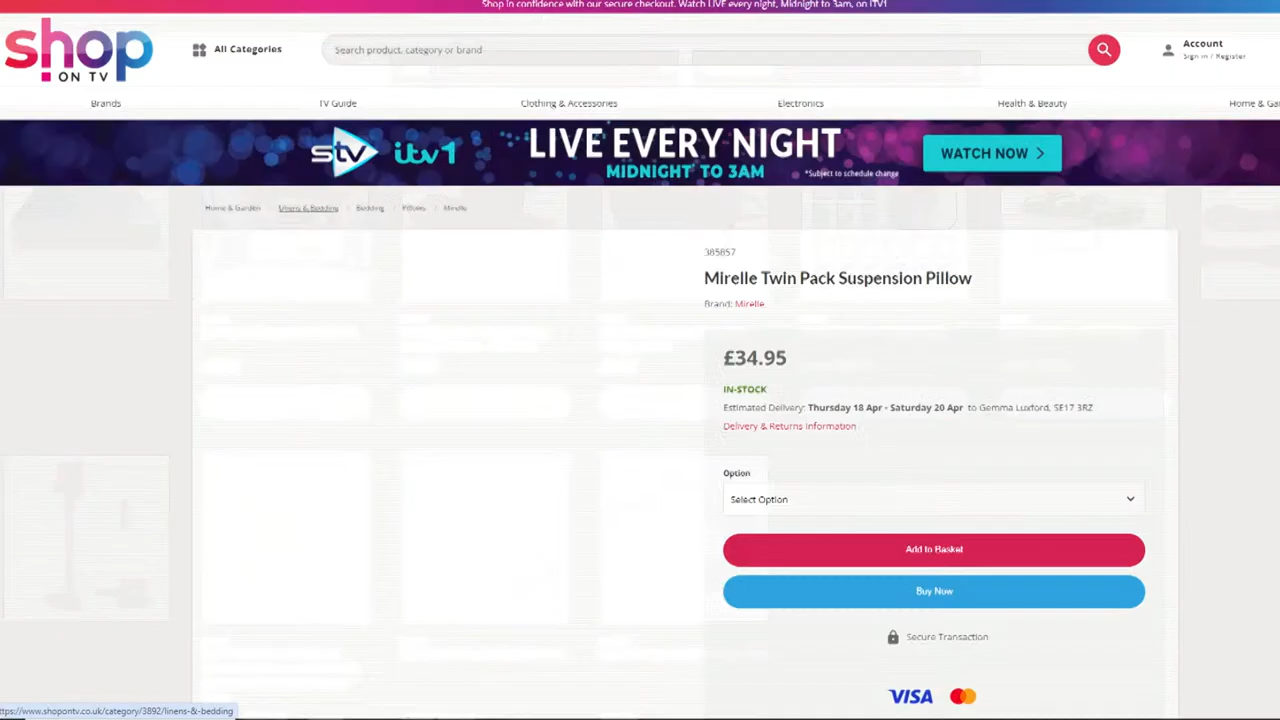 Shop in confidence with our secure checkout. Watch LIVE every night, Midnight to 3am, on ITV1
shop
ON TV
All Categories
Search product, category or brand
Account
Sign in / Register
Brands
TV Guide
Clothing & Accessories
Electronics
Health & Beauty
Home & Gar
stv itv1
LIVE EVERY NIGHT
MIDNIGHT TO 3AM
*Subject to schedule change
WATCH NOW
Home & Garden / Linens & Bedding / Bedding / Pillows / Mirelle
385857
Mirelle Twin Pack Suspension Pillow
Brand: Mirelle
£34.95
IN-STOCK
Estimated Delivery: Thursday 18 Apr - Saturday 20 Apr to Gemma Luxford, SE17 3RZ
Delivery & Returns Information
Option
Select Option
Add to Basket
Buy Now
Secure Transaction
VISA
ttps://www.shopontv.co.uk/category/3892/linens-&-bedding